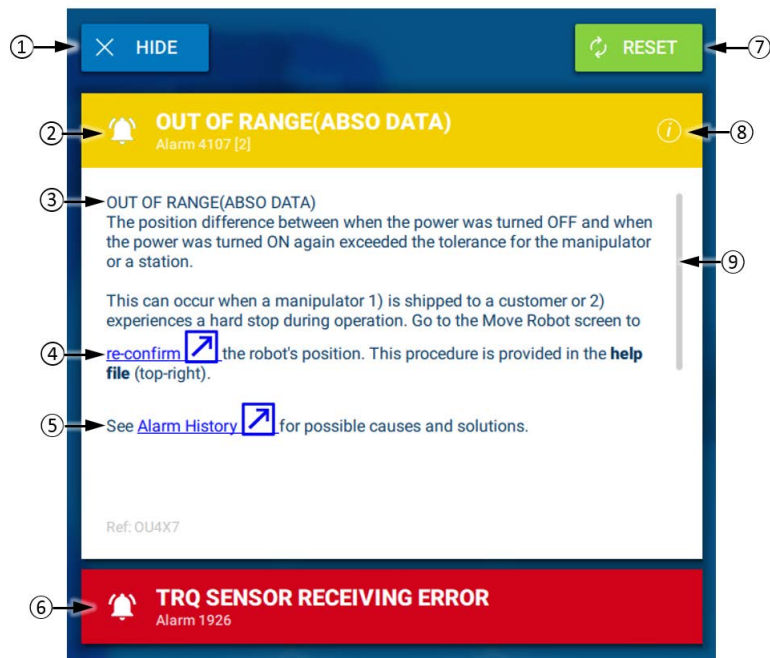 ① HIDE RESET ⑦
② OUT OF RANGE(ABSO DATA) i ⑧
Alarm 4107 [2]
③ OUT OF RANGE(ABSO DATA)
The position difference between when the power was turned OFF and when
the power was turned ON again exceeded the tolerance for the manipulator
or a station. ⑨
This can occur when a manipulator 1) is shipped to a customer or 2)
experiences a hard stop during operation. Go to the Move Robot screen to
④ re-confirm the robot's position. This procedure is provided in the help
file (top-right).
⑤ See Alarm History for possible causes and solutions.
Ref: OU4X7
⑥ TRQ SENSOR RECEIVING ERROR
Alarm 1926